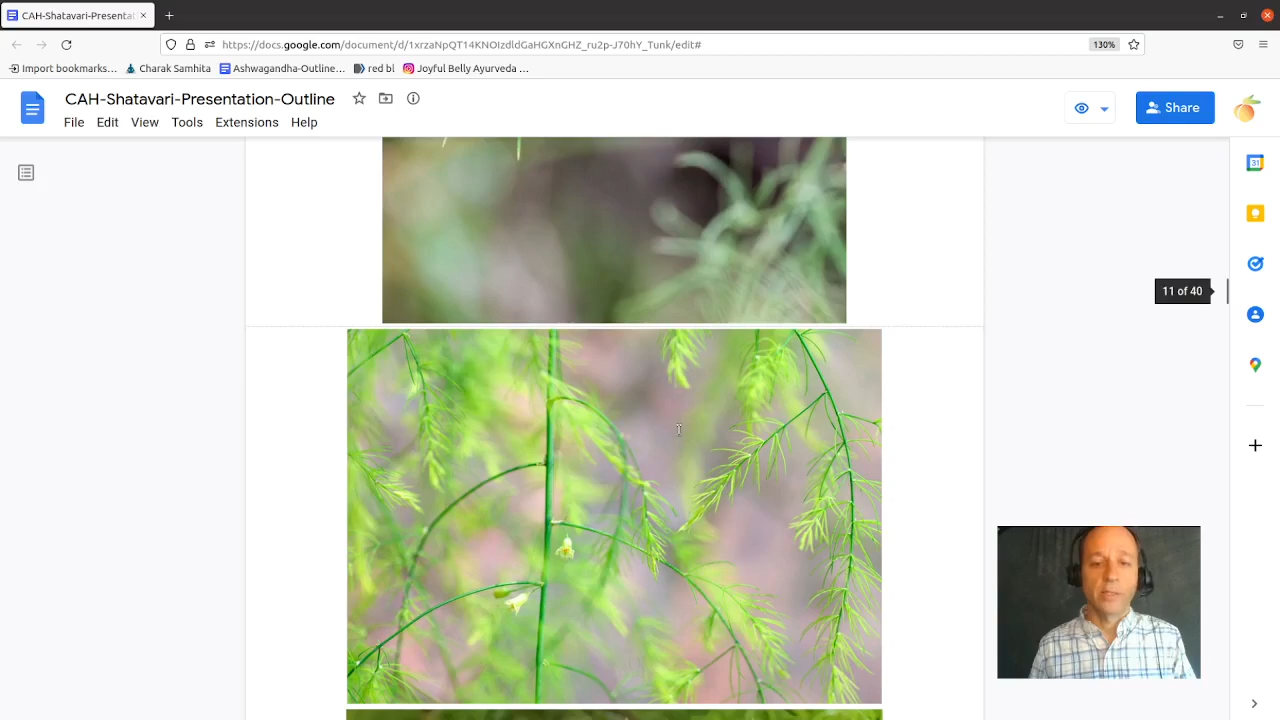 CAH-Shatavari-Presentat
https://docs.google.com/document/d/1xrzaNpQT14KNOIzdldGaHGXnGHZ_ru2p-J70hY_Tunk/edit#
130%
Import bookmarks...
Charak Samhita
Ashwagandha-Outline...
red bl
Joyful Belly Ayurveda ...
CAH-Shatavari-Presentation-Outline
File Edit View Tools Extensions Help
Share
31
11 of 40